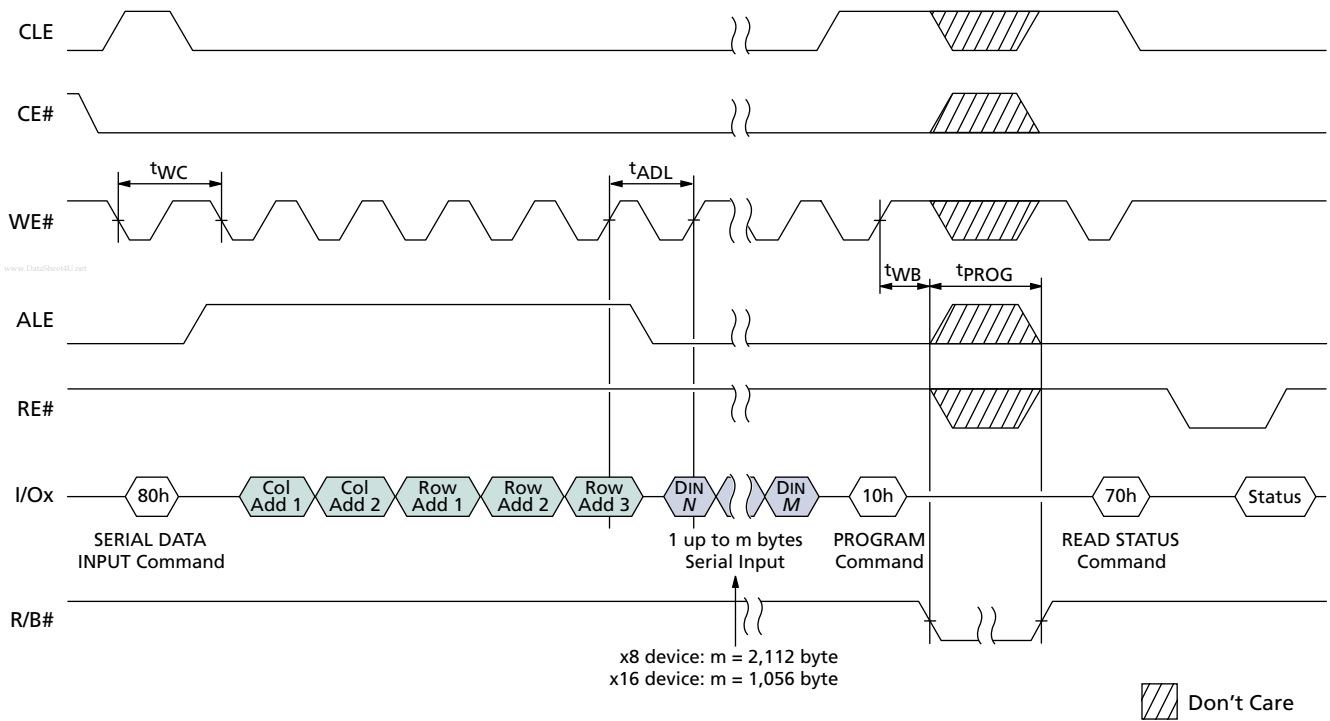 CLE
CE#
tWC
tADL
WE#
www.DataSheet4U.net
tWB
tPROG
ALE
RE#
I/Ox
80h
Col Add 1
Col Add 2
Row Add 1
Row Add 2
Row Add 3
DIN N
DIN M
10h
70h
Status
SERIAL DATA
INPUT Command
1 up to m bytes
Serial Input
PROGRAM
Command
READ STATUS
Command
R/B#
x8 device: m = 2,112 byte
x16 device: m = 1,056 byte
Don't Care